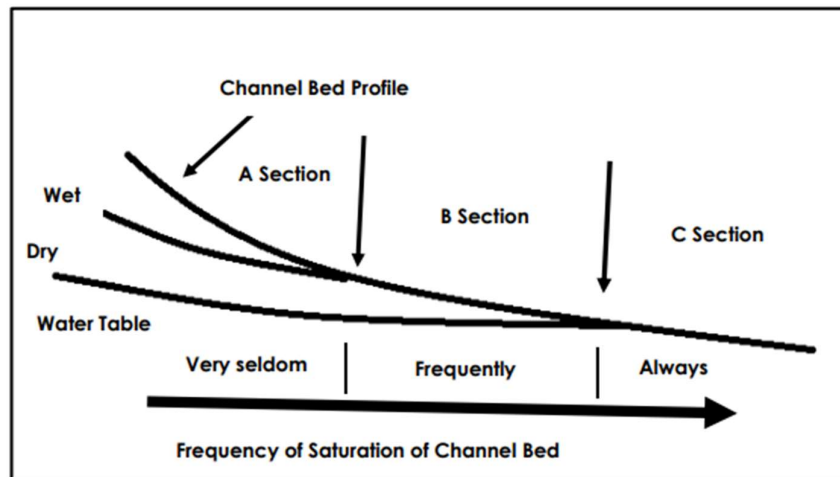 Channel Bed Profile
A Section
Wet
B Section
C Section
Dry
Water Table
Very seldom
Frequently
Always
Frequency of Saturation of Channel Bed